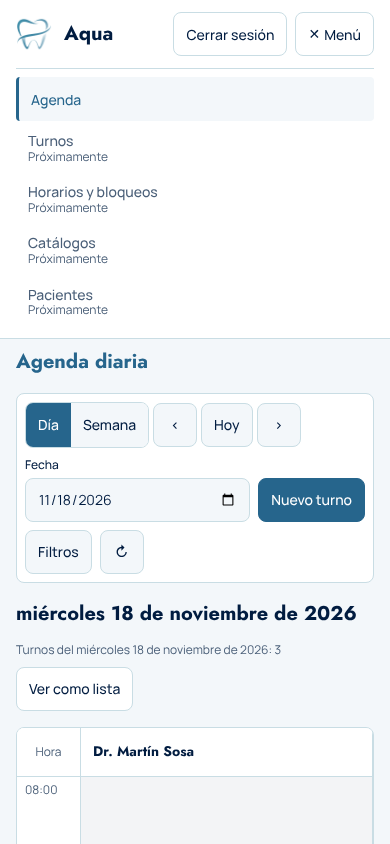 Aqua
Cerrar sesión
✕ Menú
Agenda
Turnos
Próximamente
Horarios y bloqueos
Próximamente
Catálogos
Próximamente
Pacientes
Próximamente
Agenda diaria
Día
Semana
‹
Hoy
›
Fecha
11/18/2026
Nuevo turno
Filtros
↻
miércoles 18 de noviembre de 2026
Turnos del miércoles 18 de noviembre de 2026: 3
Ver como lista
Hora
Dr. Martín Sosa
08:00